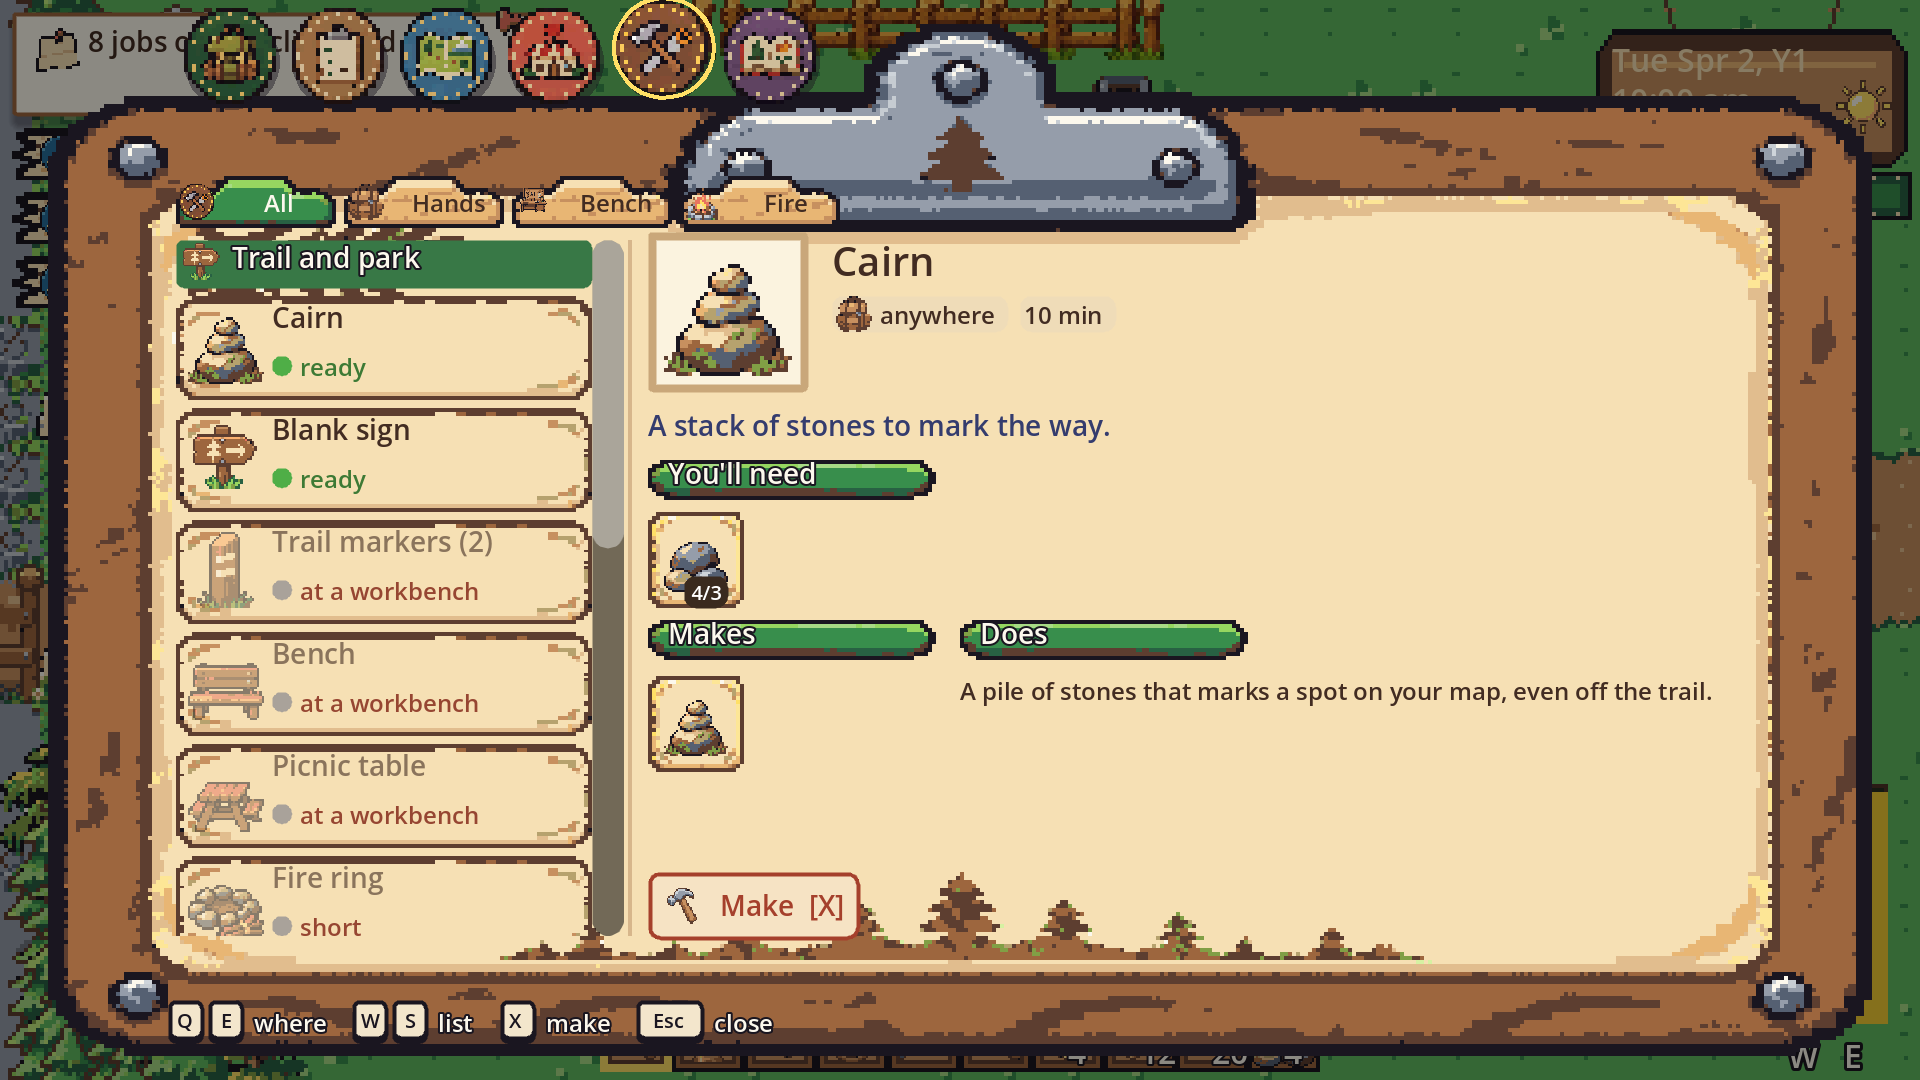 8 jobs
Tue Spr 2, Y1
10:00 am
All
Hands
Bench
Fire
Trail and park
Cairn
ready
Blank sign
ready
Trail markers (2)
at a workbench
Bench
at a workbench
Picnic table
at a workbench
Fire ring
short
Cairn
anywhere
10 min
A stack of stones to mark the way.
You'll need
4/3
Makes
Does
A pile of stones that marks a spot on your map, even off the trail.
Make [X]
Q E where W S list X make Esc close
W E